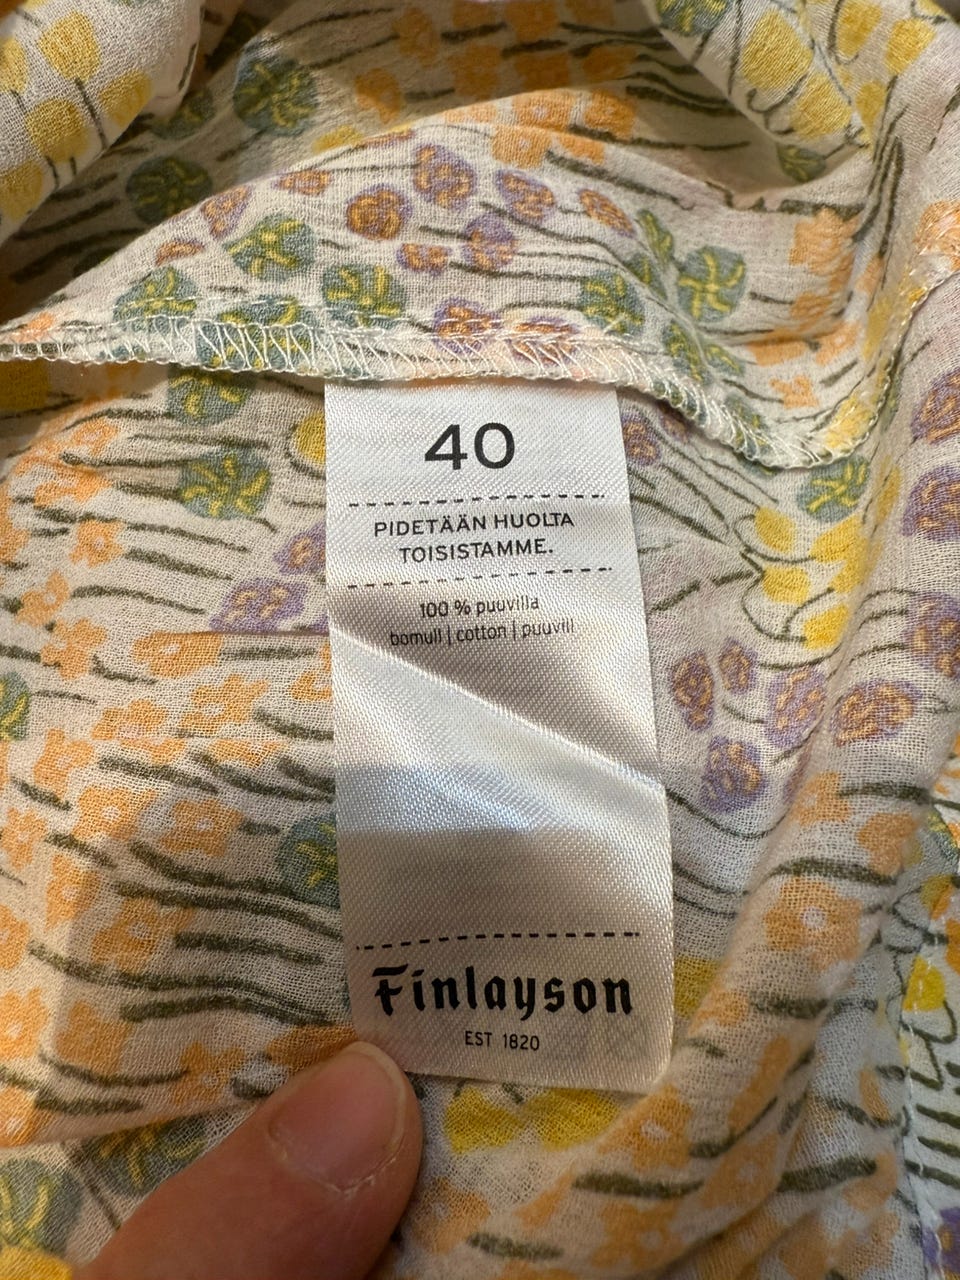 40
PIDETÄÄN HUOLTA
TOISISTAMME.
100 % puuvilla
bomull | cotton | puuvill
Finlayson
EST 1820